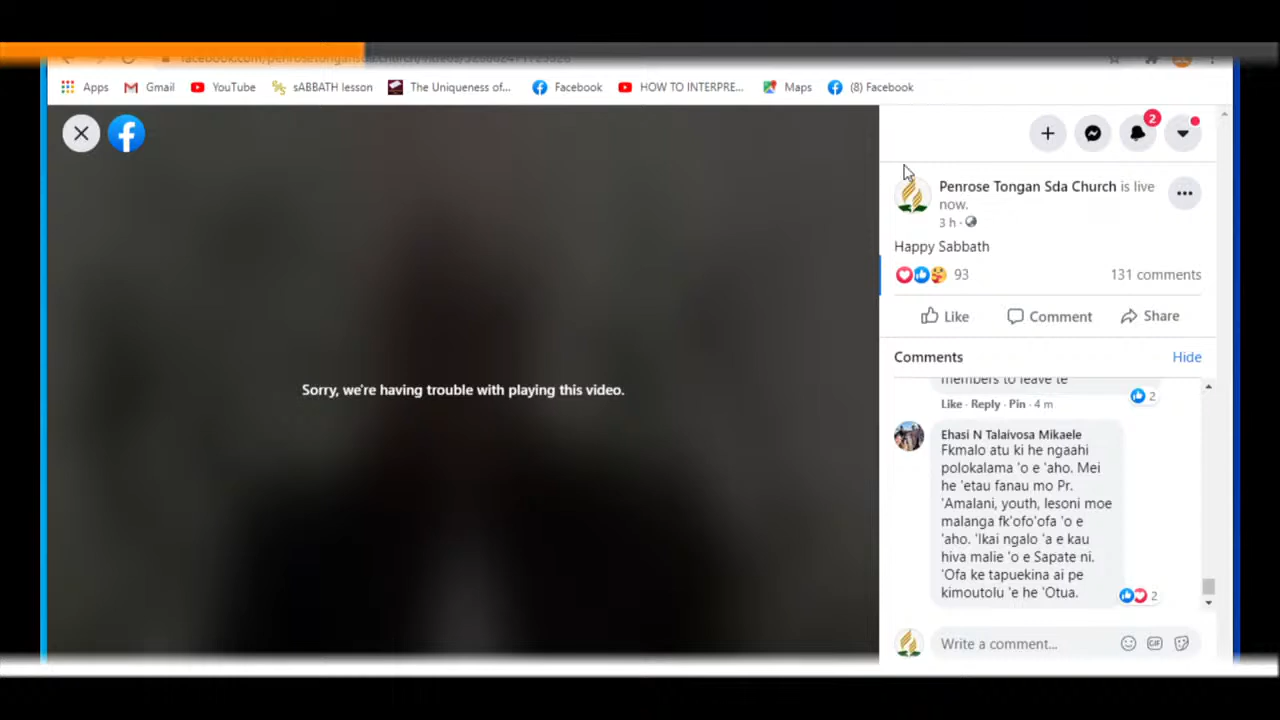 Apps Gmail YouTube sABBATH lesson The Uniqueness of... Facebook HOW TO INTERPRE... Maps (8) Facebook
2
Penrose Tongan Sda Church is live
now.
3 h ·
Happy Sabbath
93 131 comments
Like Comment Share
Comments Hide
members to leave te
2
Like · Reply · Pin · 4 m
Ehasi N Talaivosa Mikaele
Fkmalo atu ki he ngaahi
polokalama 'o e 'aho. Mei
he 'etau fanau mo Pr.
'Amalani, youth, lesoni moe
malanga fk'ofo'ofa 'o e
'aho. 'Ikai ngalo 'a e kau
hiva malie 'o e Sapate ni.
'Ofa ke tapuekina ai pe
kimoutolu 'e he 'Otua.
2
Write a comment...
GIF
Sorry, we're having trouble with playing this video.